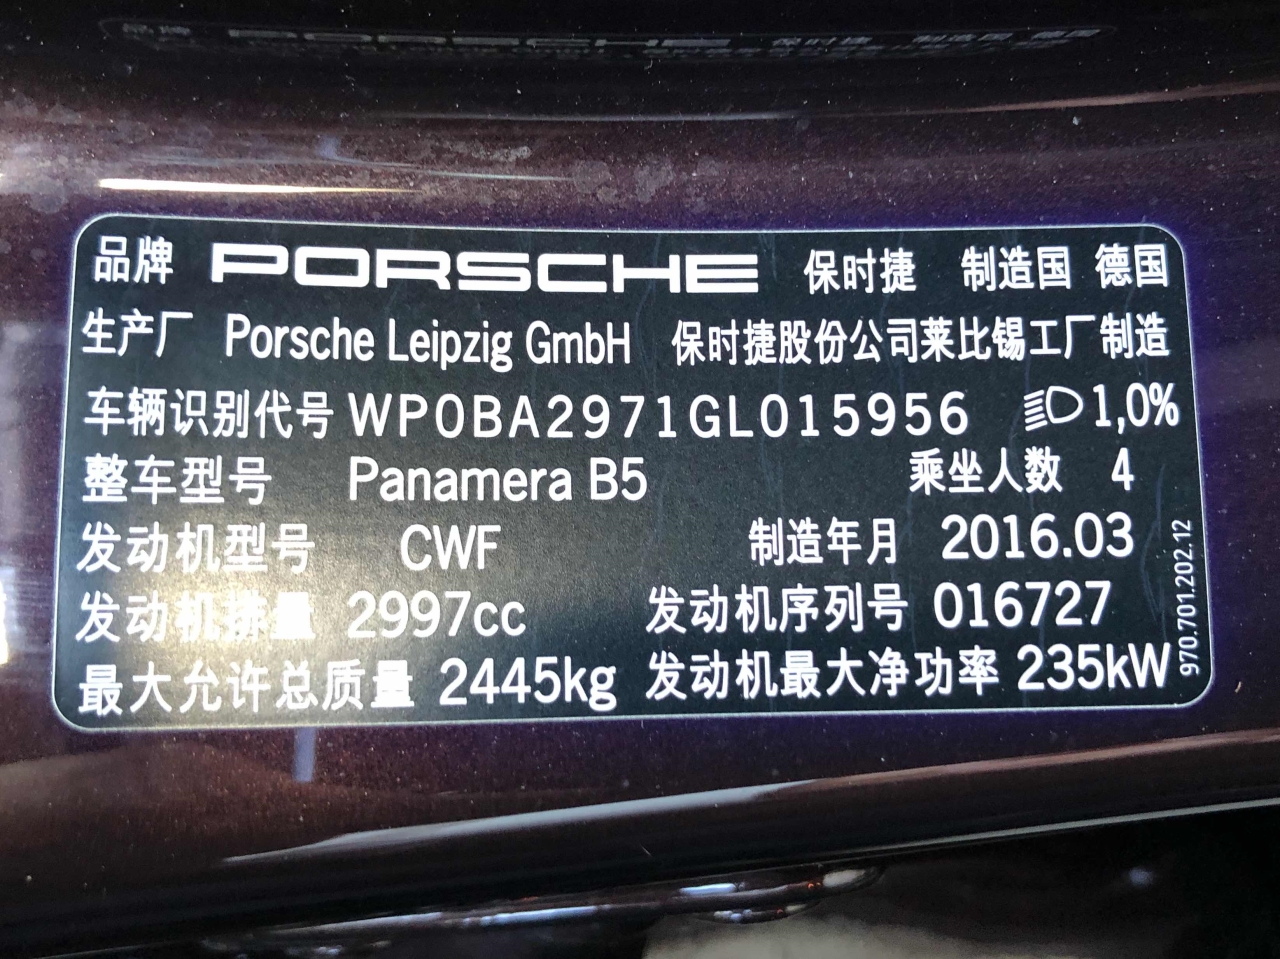 品牌 PORSCHE 保时捷 制造国 德国
生产厂 Porsche Leipzig GmbH 保时捷股份公司莱比锡工厂制造
车辆识别代号 WP0BA2971GL015956 1,0%
整车型号 Panamera B5 乘坐人数 4
发动机型号 CWF 制造年月 2016.03
发动机排量 2997cc 发动机序列号 016727
最大允许总质量 2445kg 发动机最大净功率 235kW
970.701.202.12